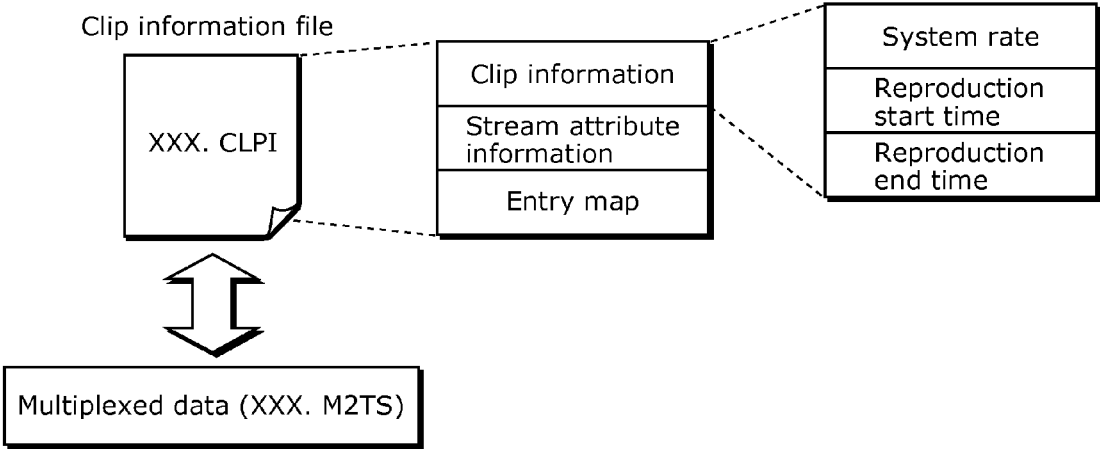 Clip information file
XXX. CLPI
Clip information
Stream attribute
information
Entry map
System rate
Reproduction
start time
Reproduction
end time
Multiplexed data (XXX. M2TS)